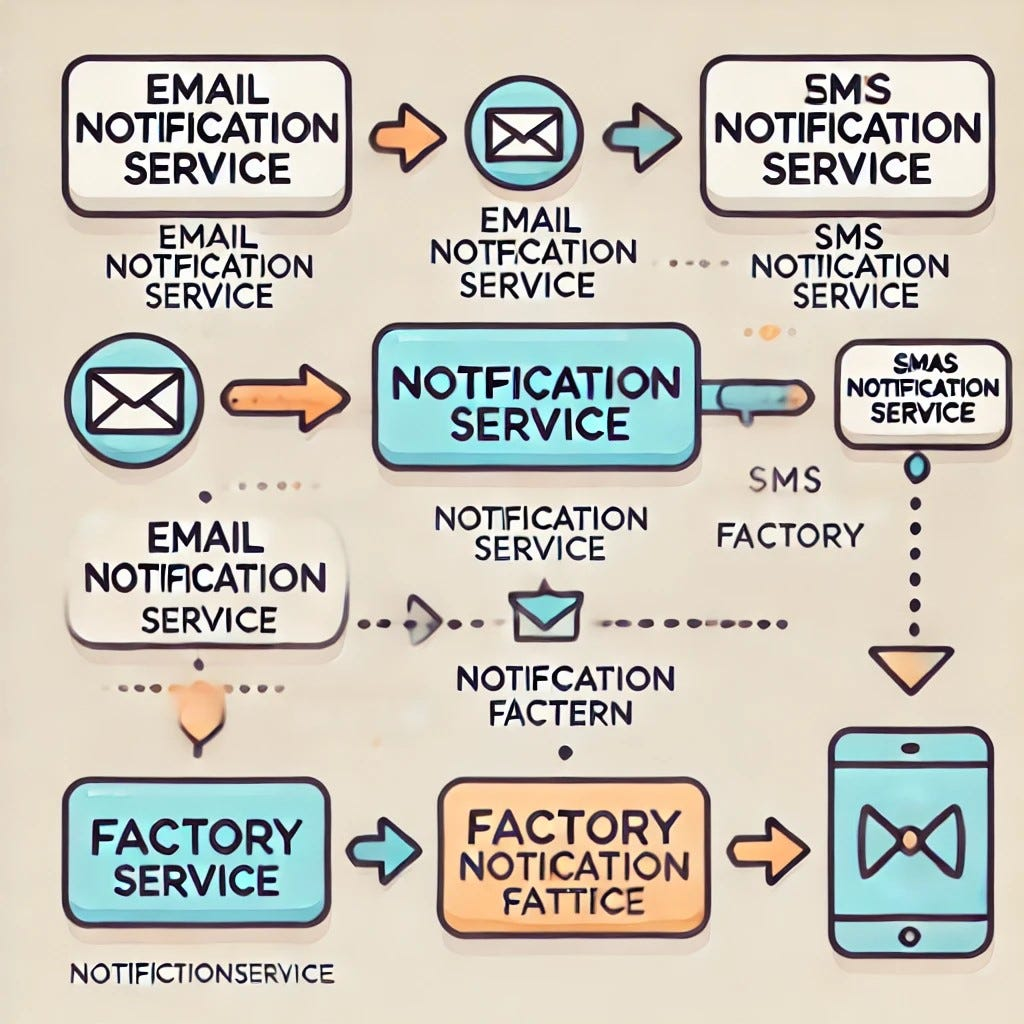 EMAIL
NOTIFICATION
SERVICE
SMS
NOTIFICATION
SERVICE
EMAIL
NOTFICATION
SERVICE
EMAIL
NOTFCATION
SERVICE
SMS
NOTIICATION
SERVICE
NOTFICATION
SERVICE
SMAS
NOTIFICATION
SERVICE
SMS
FACTORY
NOTIFICATION
SERVICE
EMAIL
NOTIFICATION
SERVICE
NOTIFCATION
FACTERN
FACTORY
SERVICE
FACTORY
NOTICATION
FATTICE
NOTIFICTIONSERVICE